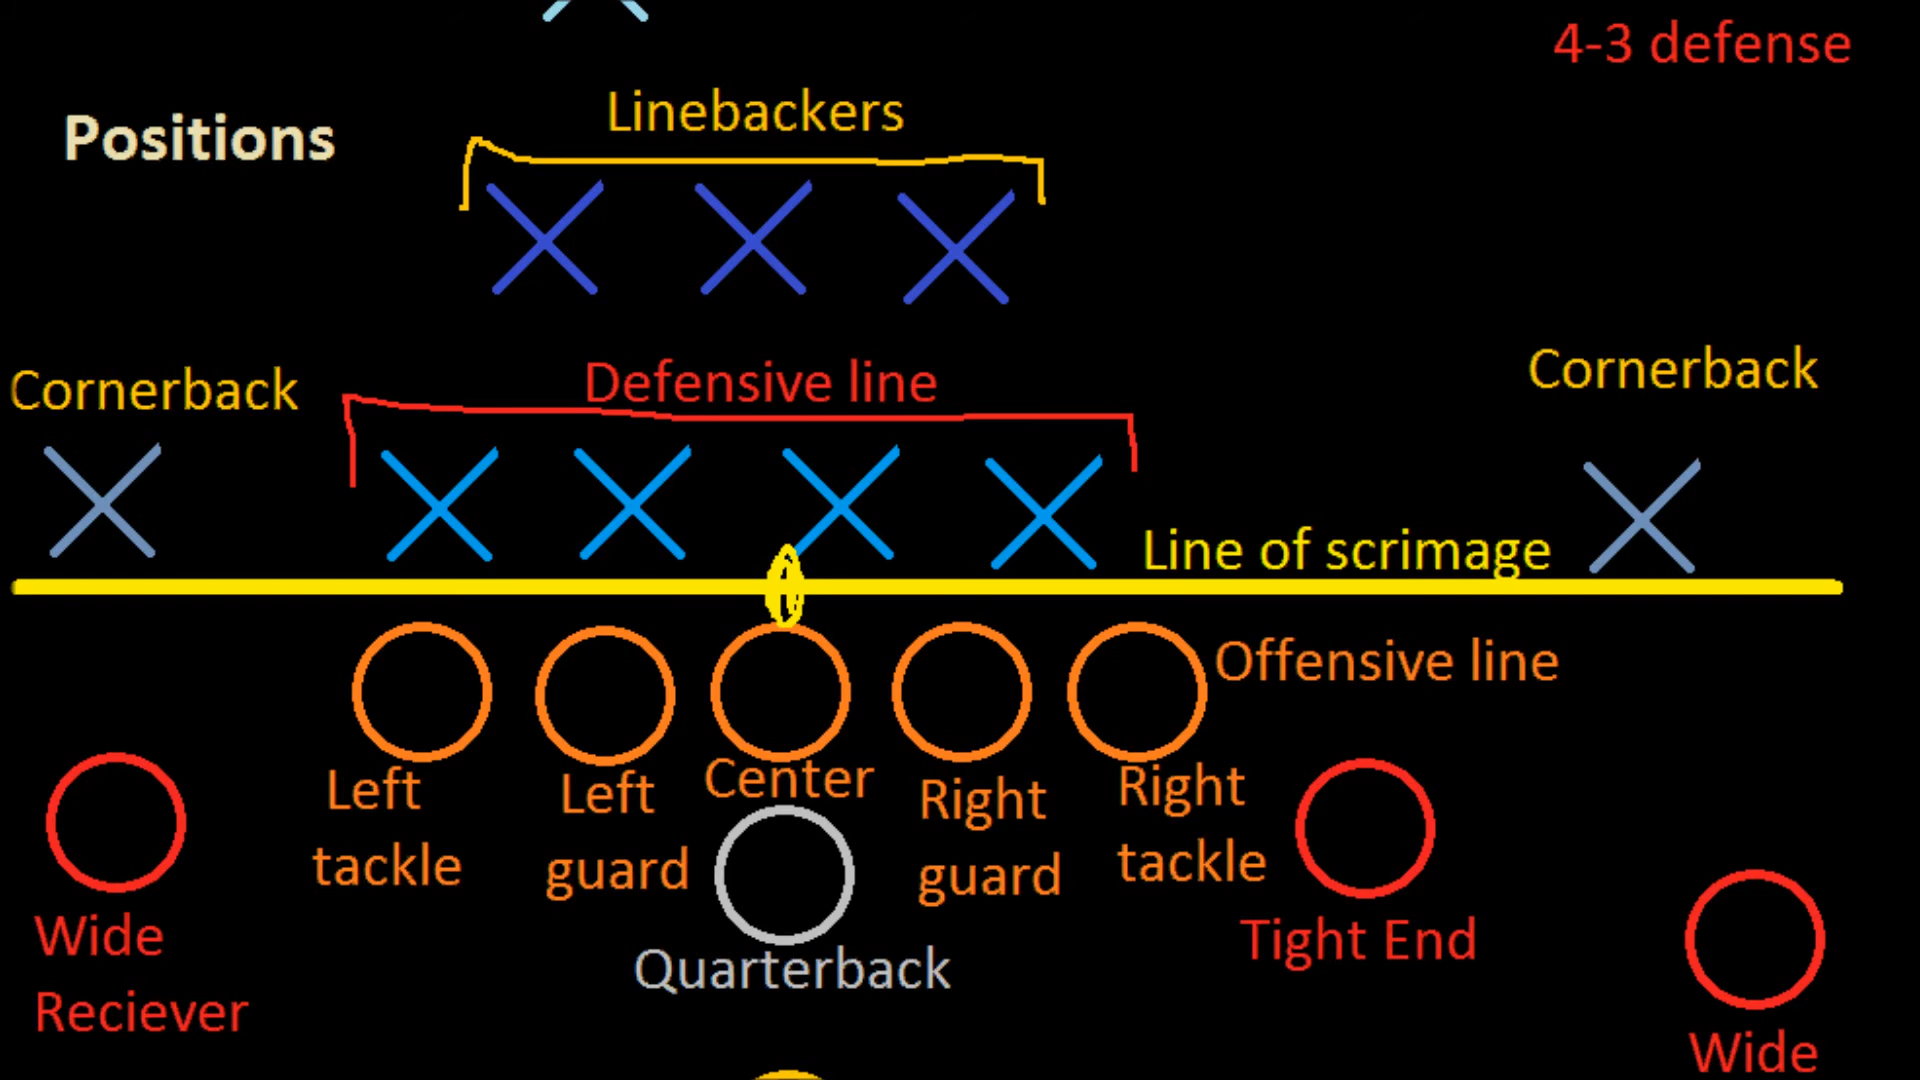 4-3 defense
Linebackers
Positions
Cornerback
Defensive line
Cornerback
Line of scrimage
Offensive line
Left
tackle
Left
guard
Center
Right
guard
Right
tackle
Wide
Reciever
Quarterback
Tight End
Wide